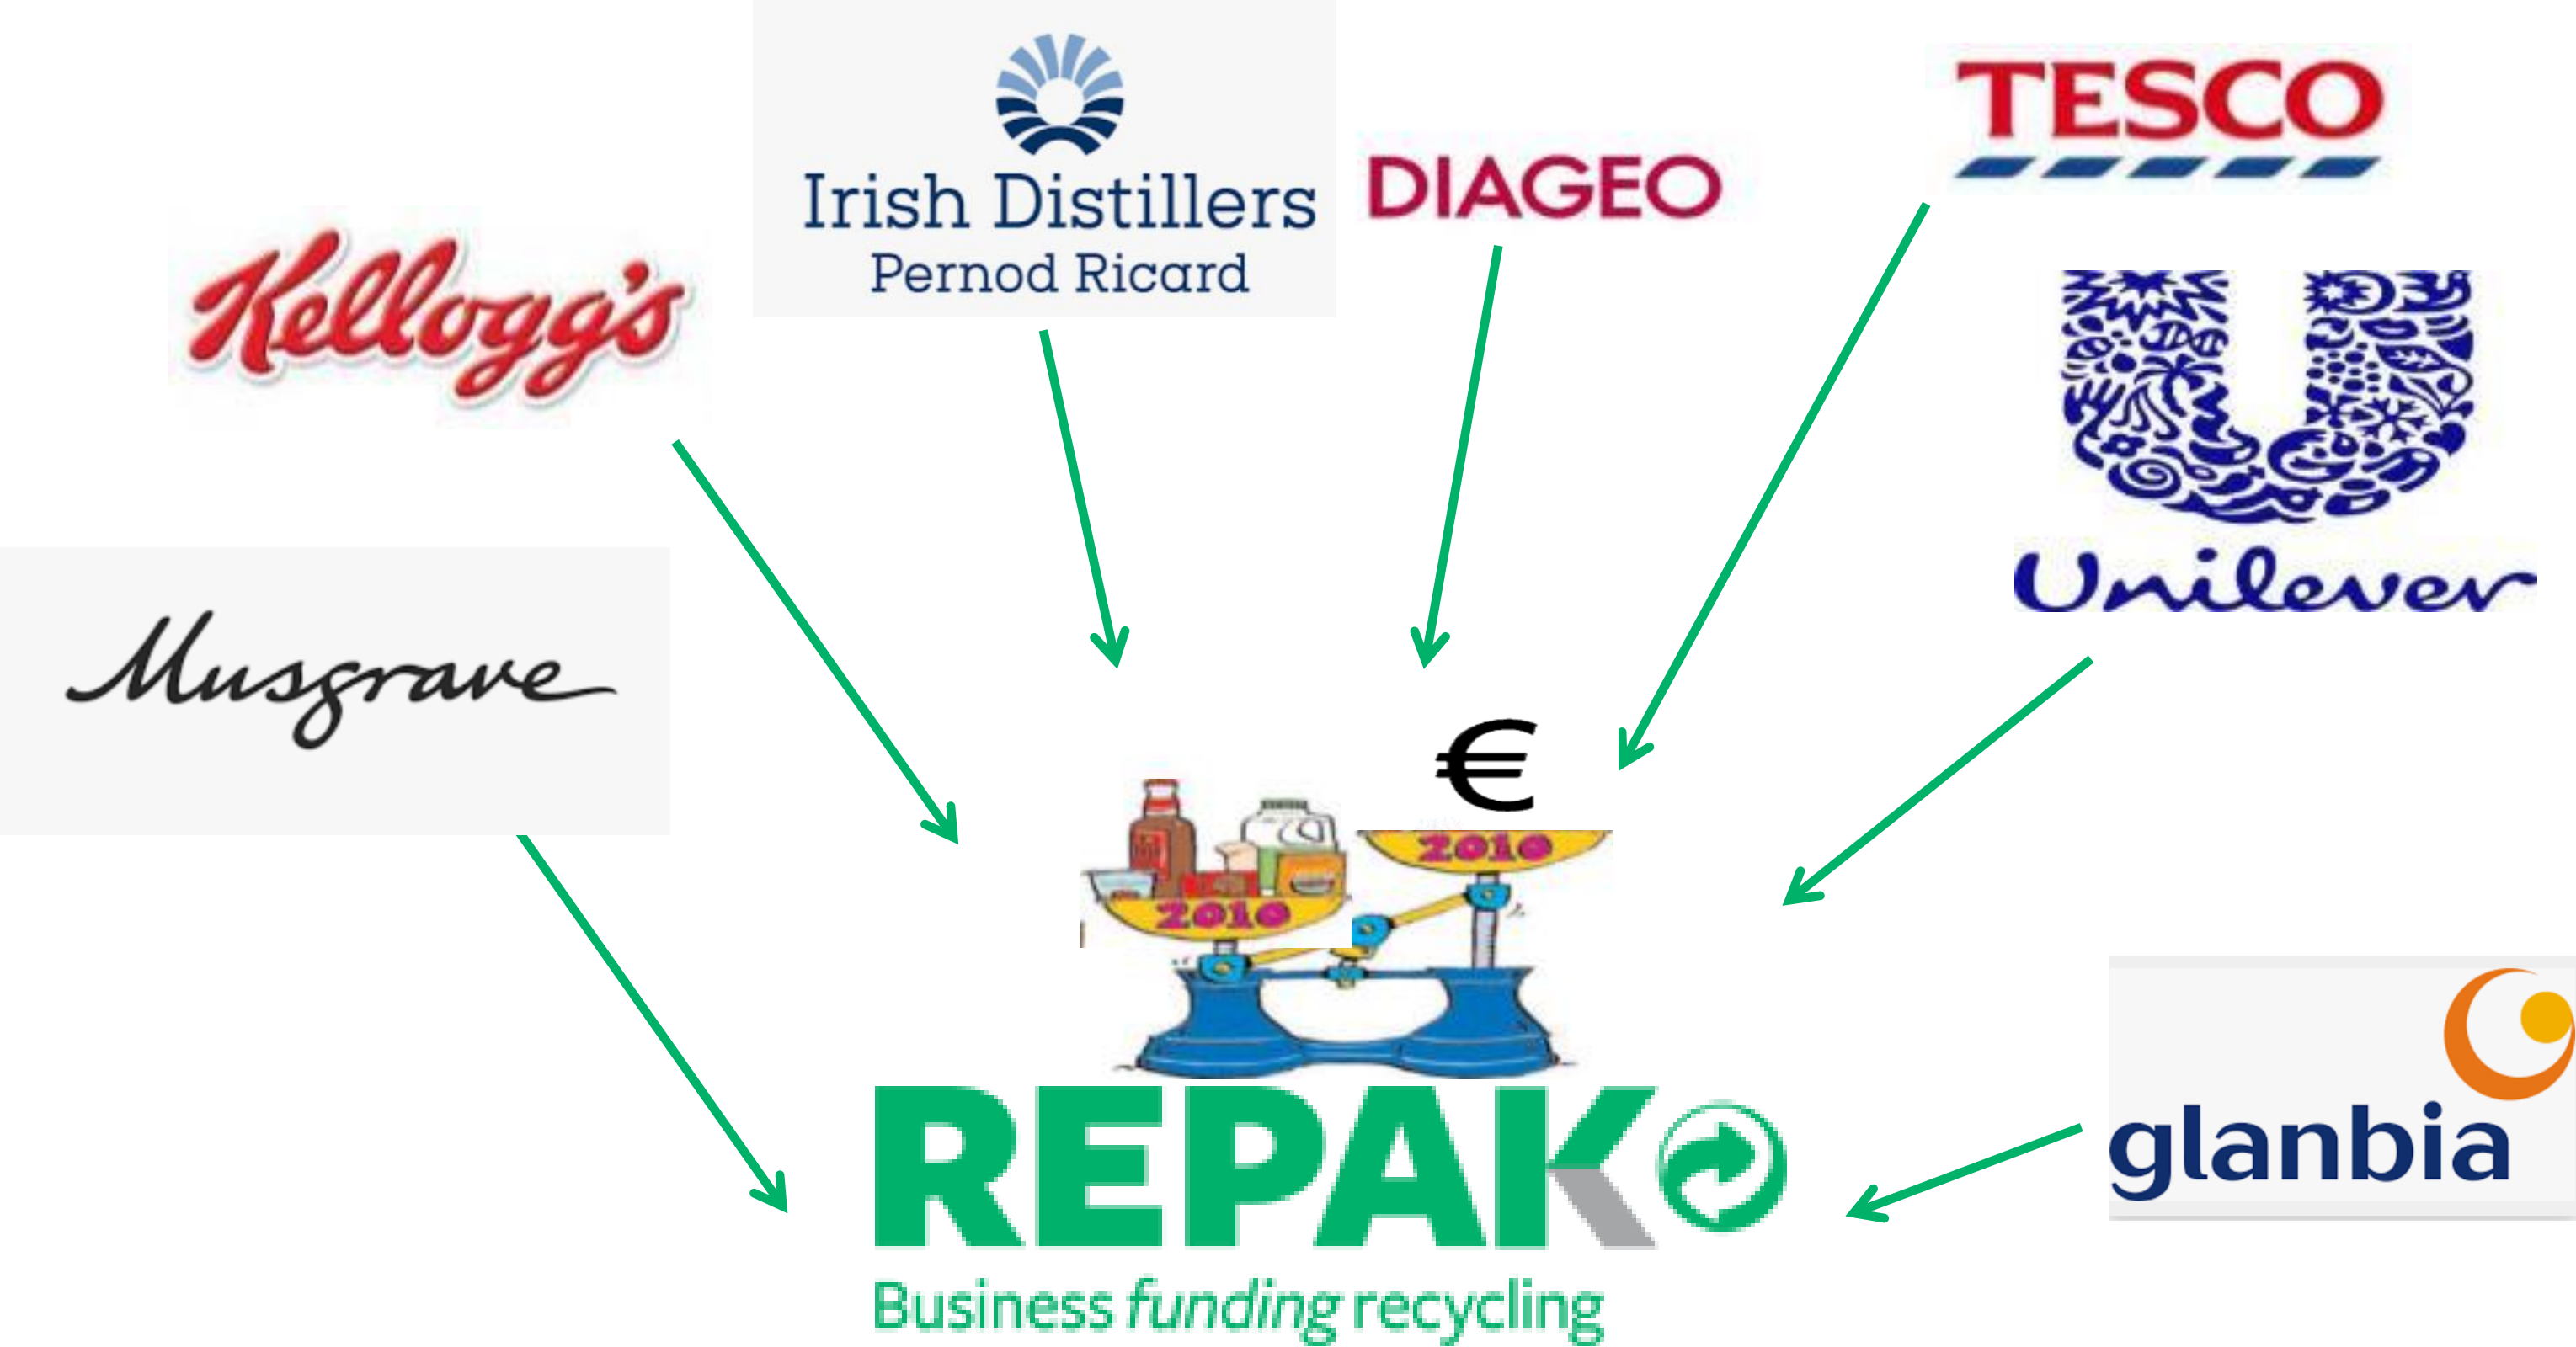 Irish Distillers
Pernod Ricard
DIAGEO
TESCO
Kellogg's
Unilever
Musgrave
€
2010
2010
glanbia
REPAK
Business funding recycling